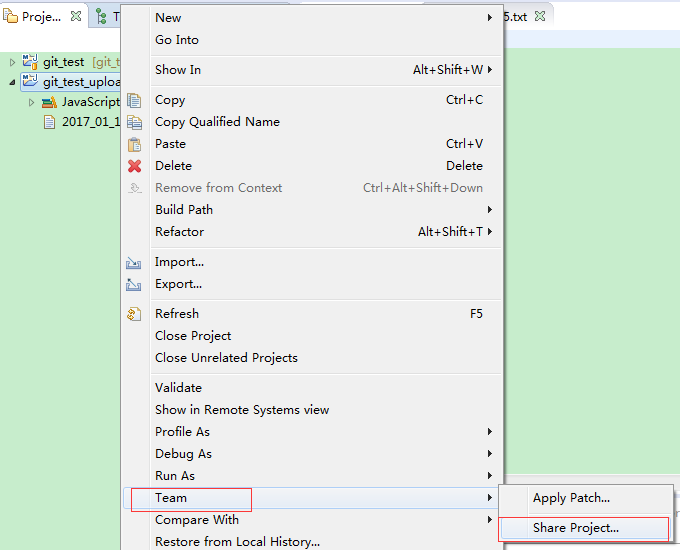 Proje...
T
5.txt
New
Go Into
git_test [git_t
Show In Alt+Shift+W
git_test_uploa
Copy Ctrl+C
JavaScript
Copy Qualified Name
2017_01_1
Paste Ctrl+V
Delete Delete
Remove from Context Ctrl+Alt+Shift+Down
Build Path
Refactor Alt+Shift+T
Import...
Export...
Refresh F5
Close Project
Close Unrelated Projects
Validate
Show in Remote Systems view
Profile As
Debug As
Run As
Team
Apply Patch...
Compare With
Share Project...
Restore from Local History...